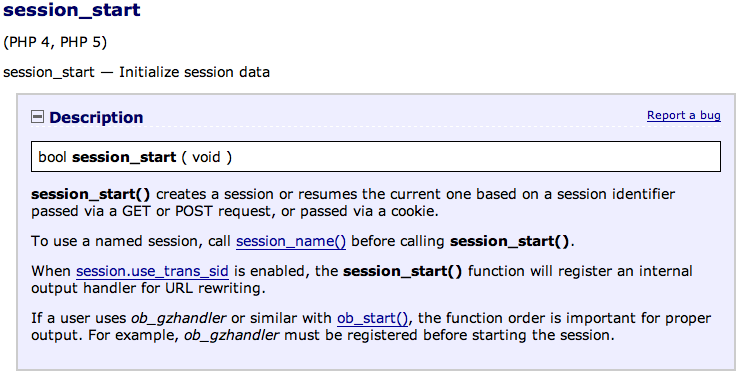 session_start
(PHP 4, PHP 5)
session_start — Initialize session data
Description
Report a bug
bool session_start ( void )
session_start() creates a session or resumes the current one based on a session identifier
passed via a GET or POST request, or passed via a cookie.
To use a named session, call session_name() before calling session_start().
When session.use_trans_sid is enabled, the session_start() function will register an internal
output handler for URL rewriting.
If a user uses ob_gzhandler or similar with ob_start(), the function order is important for proper
output. For example, ob_gzhandler must be registered before starting the session.